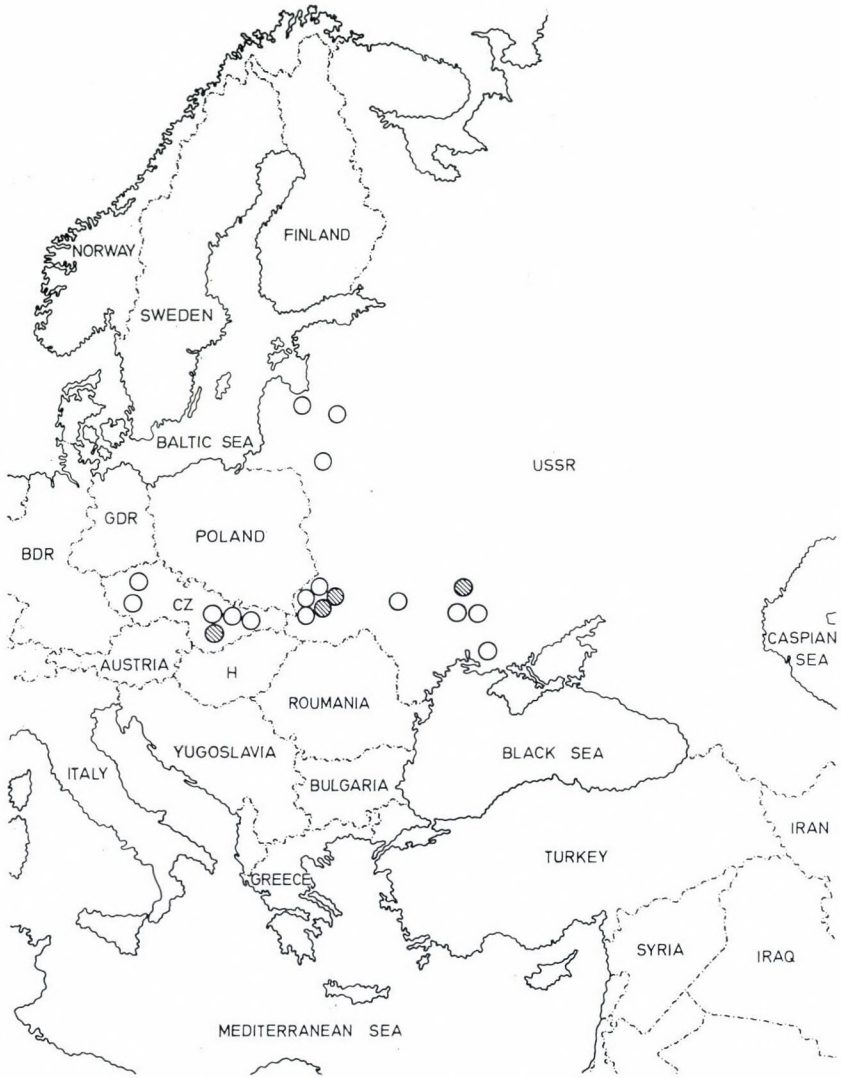 NORWAY
FINLAND
SWEDEN
BALTIC SEA
USSR
GDR
POLAND
BDR
CZ
CASPIAN
SEA
AUSTRIA
H
ROUMANIA
YUGOSLAVIA
BLACK SEA
ITALY
BULGARIA
IRAN
TURKEY
GREECE
SYRIA
IRAQ
MEDITERRANEAN SEA